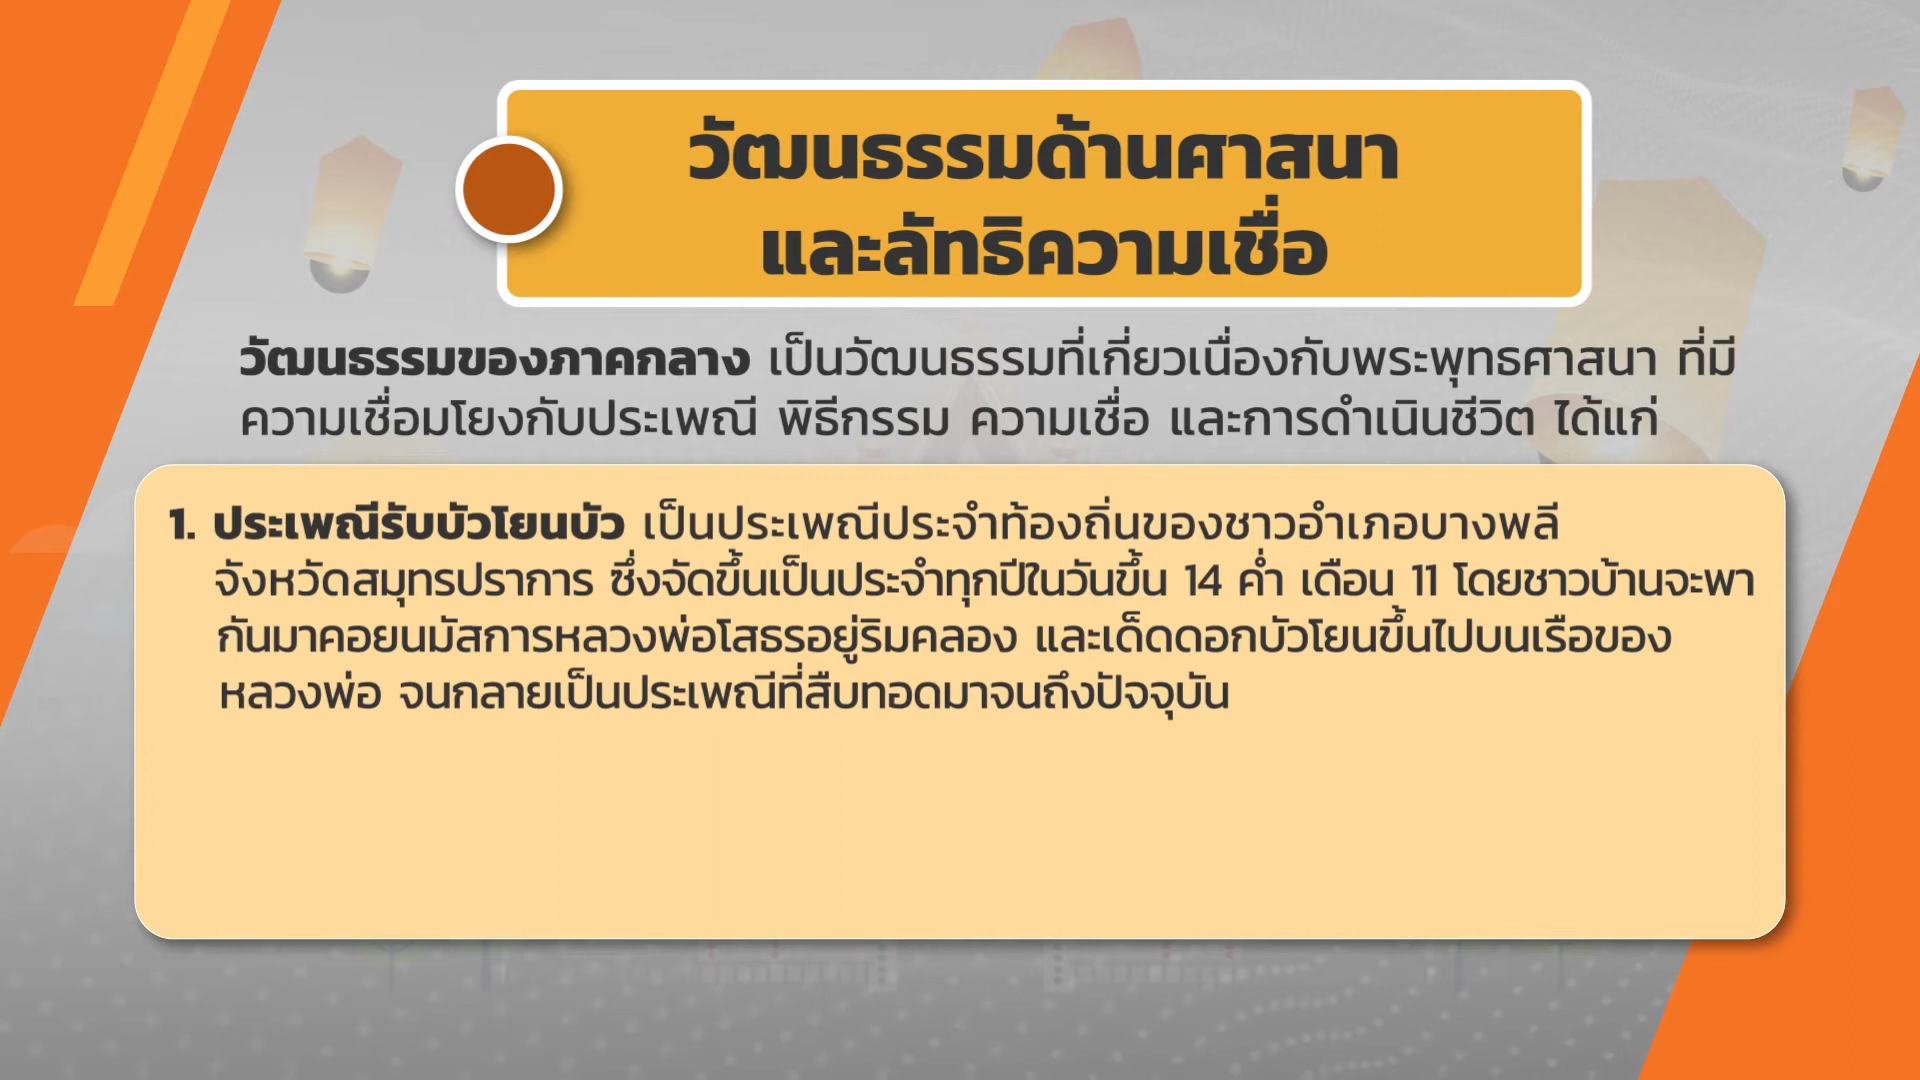 วัฒนธรรมด้านศาสนา
และลัทธิความเชื่อ
วัฒนธรรมของภาคกลาง เป็นวัฒนธรรมที่เกี่ยวเนื่องกับพระพุทธศาสนา ที่มี
ความเชื่อมโยงกับประเพณี พิธีกรรม ความเชื่อ และการดำเนินชีวิต ได้แก่
1. ประเพณีรับบัวโยนบัว เป็นประเพณีประจำท้องถิ่นของชาวอำเภอบางพลี
จังหวัดสมุทรปราการ ซึ่งจัดขึ้นเป็นประจำทุกปีในวันขึ้น 14 ค่ำ เดือน 11 โดยชาวบ้านจะพา
กันมาคอยนมัสการหลวงพ่อโสธรอยู่ริมคลอง และเด็ดดอกบัวโยนขึ้นไปบนเรือของ
หลวงพ่อ จนกลายเป็นประเพณีที่สืบทอดมาจนถึงปัจจุบัน